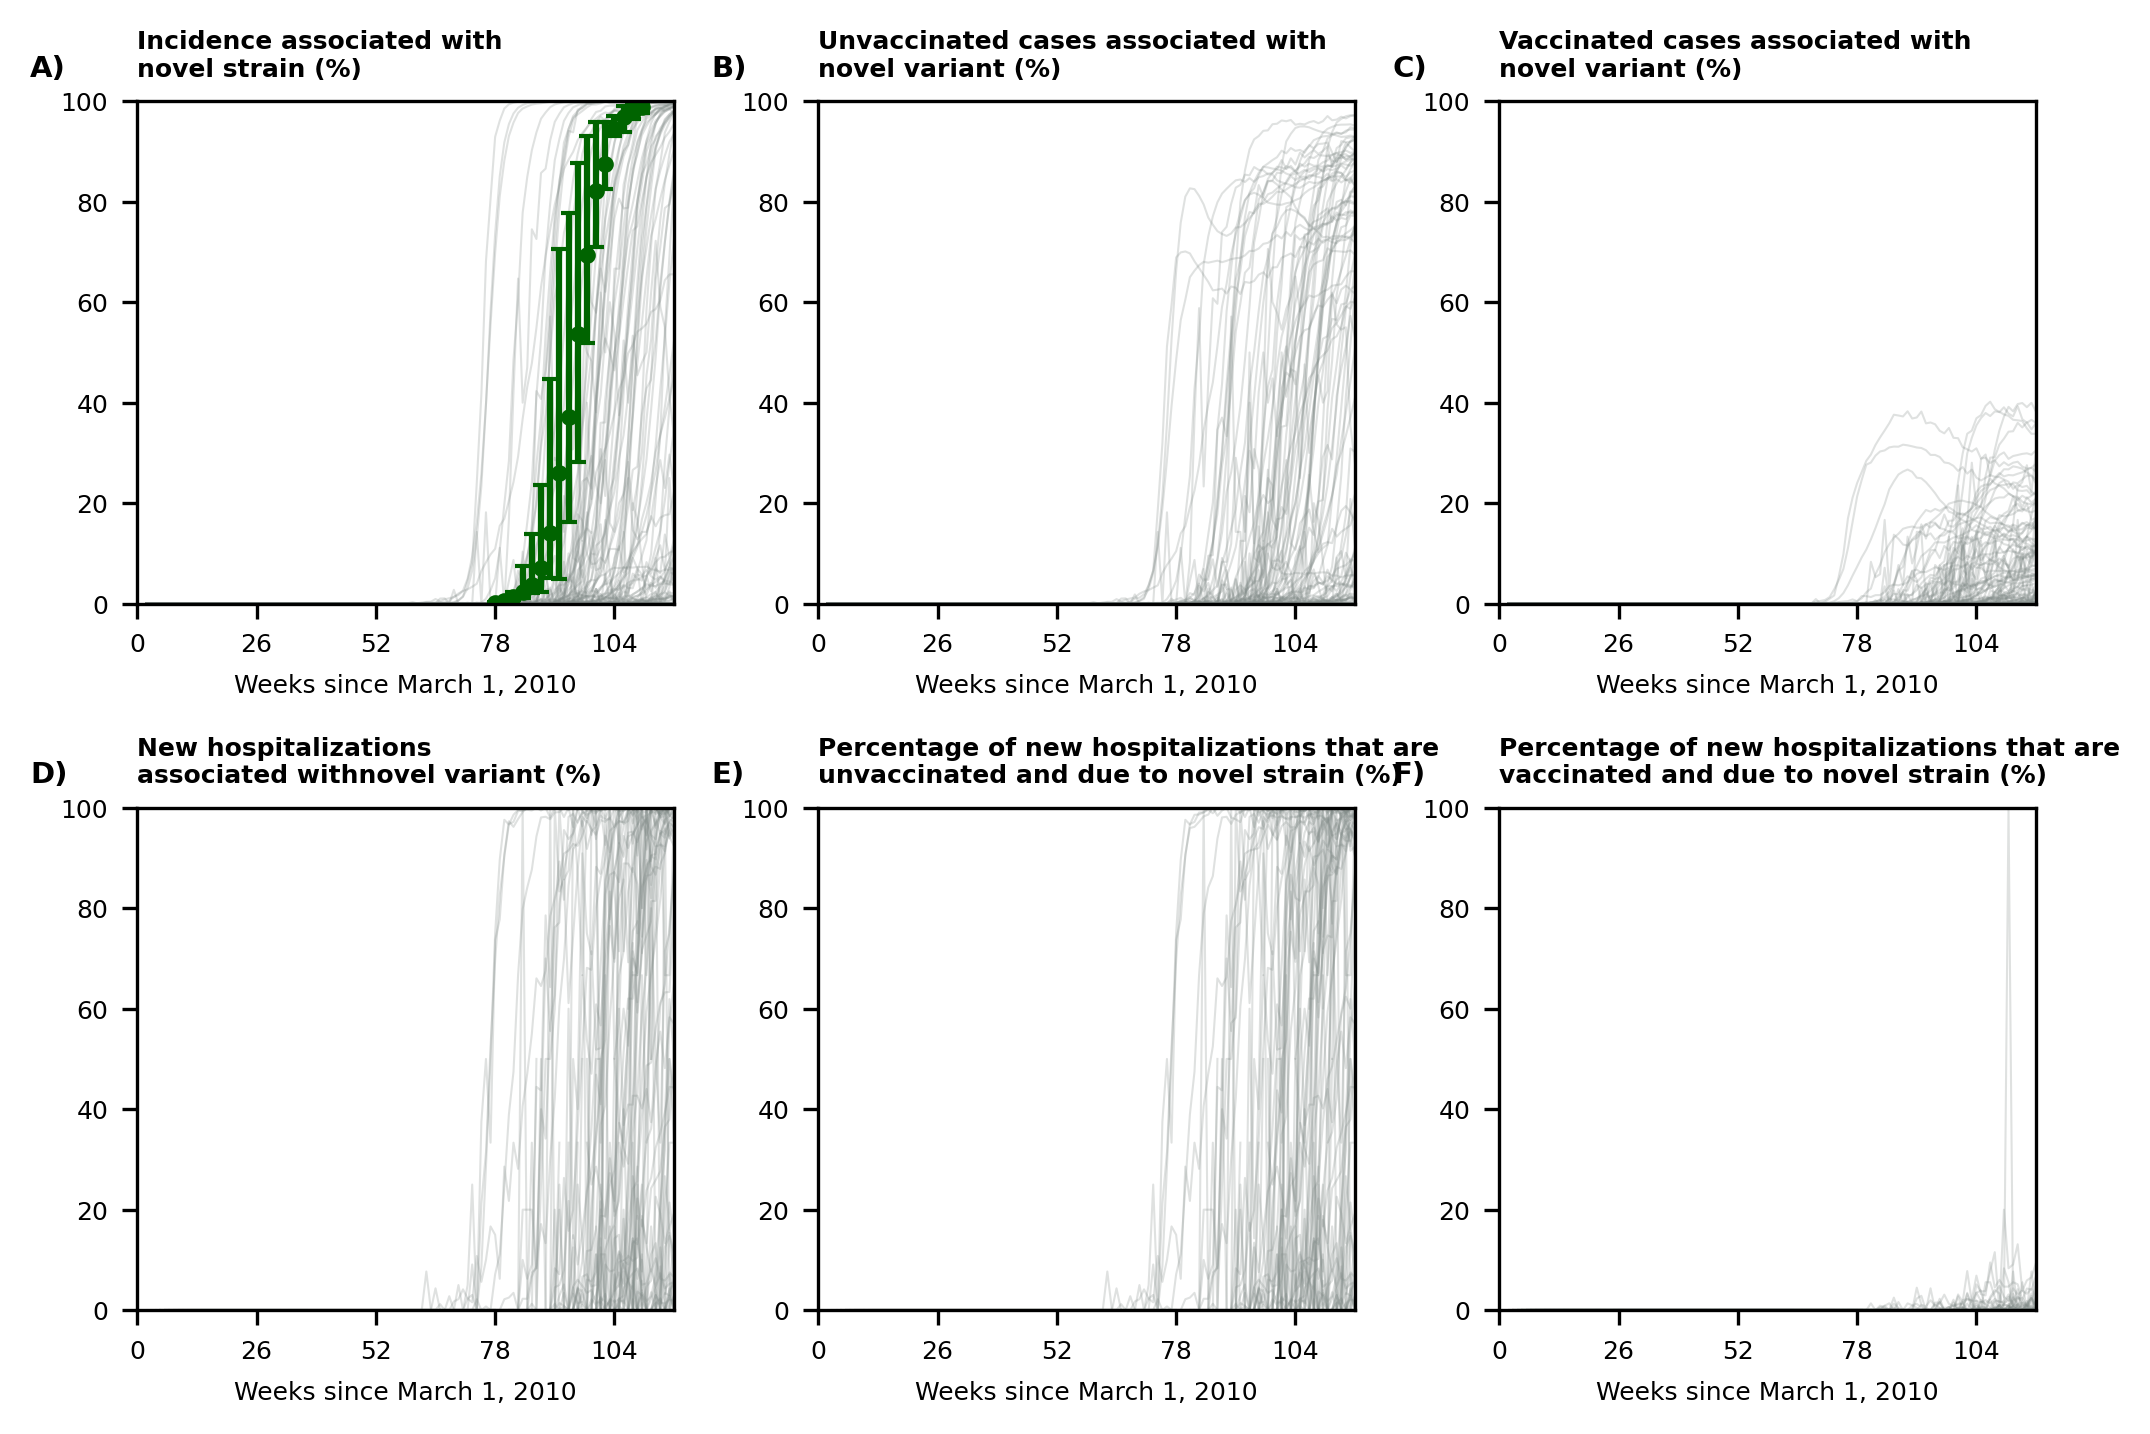 A)
Incidence associated with
novel strain (%)
100
80
60
40
20
0
0 26 52 78 104
Weeks since March 1, 2010
B)
Unvaccinated cases associated with
novel variant (%)
100
80
60
40
20
0
0 26 52 78 104
Weeks since March 1, 2010
C)
Vaccinated cases associated with
novel variant (%)
100
80
60
40
20
0
0 26 52 78 104
Weeks since March 1, 2010
D)
New hospitalizations
associated withnovel variant (%)
100
80
60
40
20
0
0 26 52 78 104
Weeks since March 1, 2010
E)
Percentage of new hospitalizations that are
unvaccinated and due to novel strain (%)
100
80
60
40
20
0
0 26 52 78 104
Weeks since March 1, 2010
F)
Percentage of new hospitalizations that are
vaccinated and due to novel strain (%)
100
80
60
40
20
0
0 26 52 78 104
Weeks since March 1, 2010